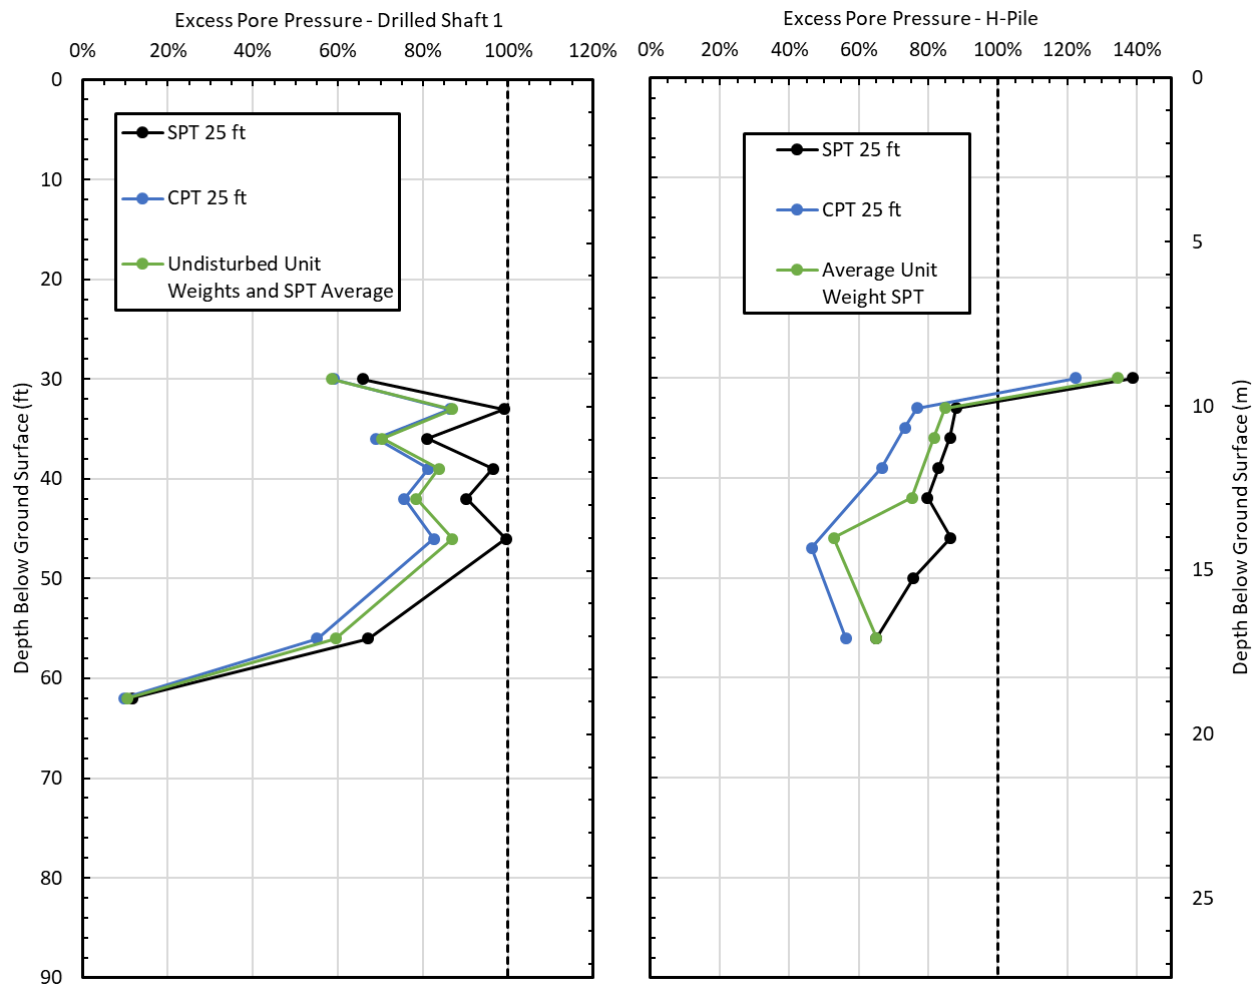 Excess Pore Pressure - Drilled Shaft 1
0% 20% 40% 60% 80% 100% 120%
0
10
20
30
40
50
60
70
80
90
Depth Below Ground Surface (ft)
SPT 25 ft
CPT 25 ft
Undisturbed Unit
Weights and SPT Average
Excess Pore Pressure - H-Pile
0% 20% 40% 60% 80% 100% 120% 140%
SPT 25 ft
CPT 25 ft
Average Unit
Weight SPT
0
5
10
15
20
25
Depth Below Ground Surface (m)